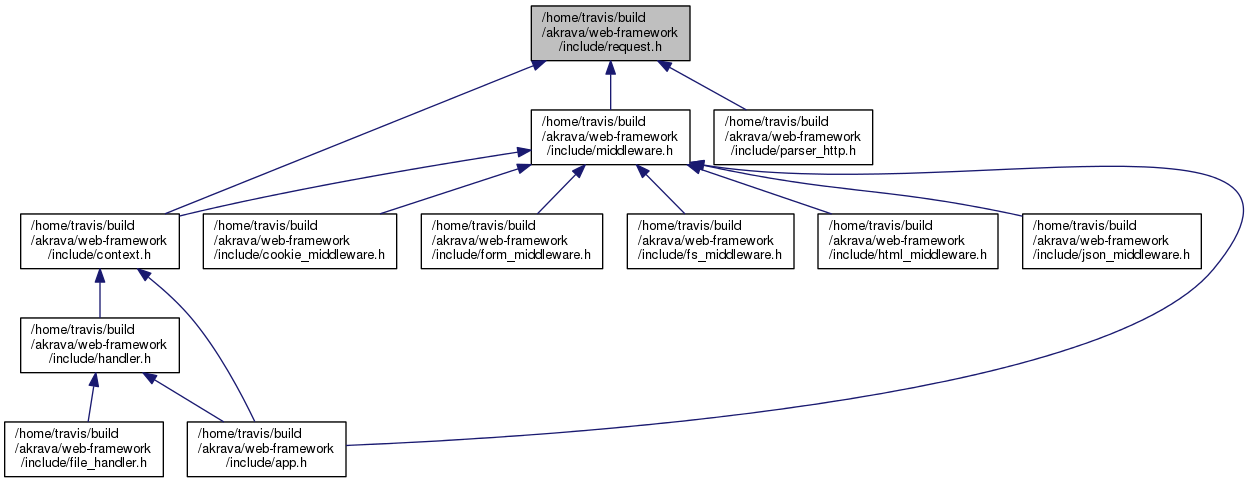 /home/travis/build
/akrava/web-framework
/include/request.h
/home/travis/build
/akrava/web-framework
/include/middleware.h
/home/travis/build
/akrava/web-framework
/include/parser_http.h
/home/travis/build
/akrava/web-framework
/include/context.h
/home/travis/build
/akrava/web-framework
/include/cookie_middleware.h
/home/travis/build
/akrava/web-framework
/include/form_middleware.h
/home/travis/build
/akrava/web-framework
/include/fs_middleware.h
/home/travis/build
/akrava/web-framework
/include/html_middleware.h
/home/travis/build
/akrava/web-framework
/include/json_middleware.h
/home/travis/build
/akrava/web-framework
/include/handler.h
/home/travis/build
/akrava/web-framework
/include/file_handler.h
/home/travis/build
/akrava/web-framework
/include/app.h